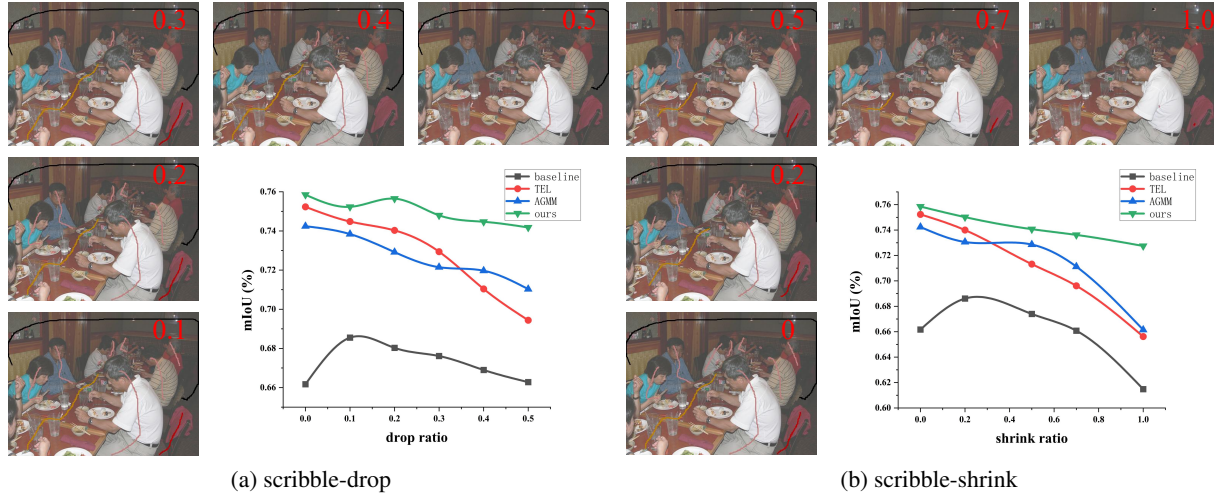 0.3
0.4
0.5
0.5
0.7
1.0
0.2
0.1
baseline
TEL
AGMM
ours
0.76
0.74
0.72
0.70
0.68
0.66
mIoU (%)
0.0 0.1 0.2 0.3 0.4 0.5
drop ratio
(a) scribble-drop
0.2
0
baseline
TEL
AGMM
ours
0.76
0.74
0.72
0.70
0.68
0.66
0.64
0.62
0.60
mIoU (%)
0.0 0.2 0.4 0.6 0.8 1.0
shrink ratio
(b) scribble-shrink